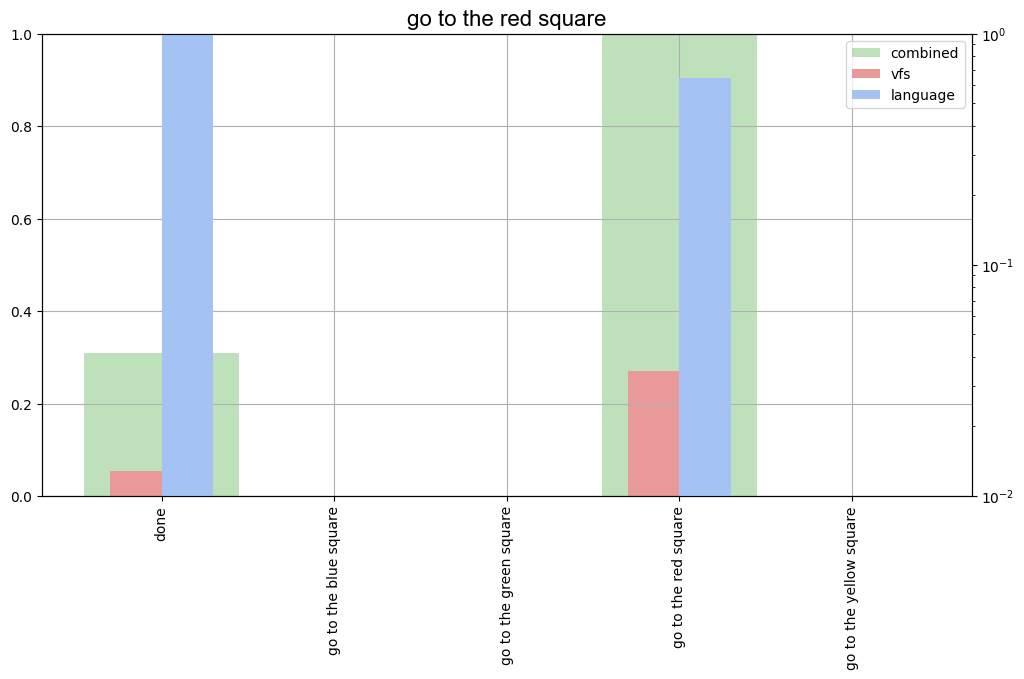 go to the red square
1.0
0.8
0.6
0.4
0.2
0.0
10⁰
10⁻¹
10⁻²
combined
vfs
language
done
go to the blue square
go to the green square
go to the red square
go to the yellow square